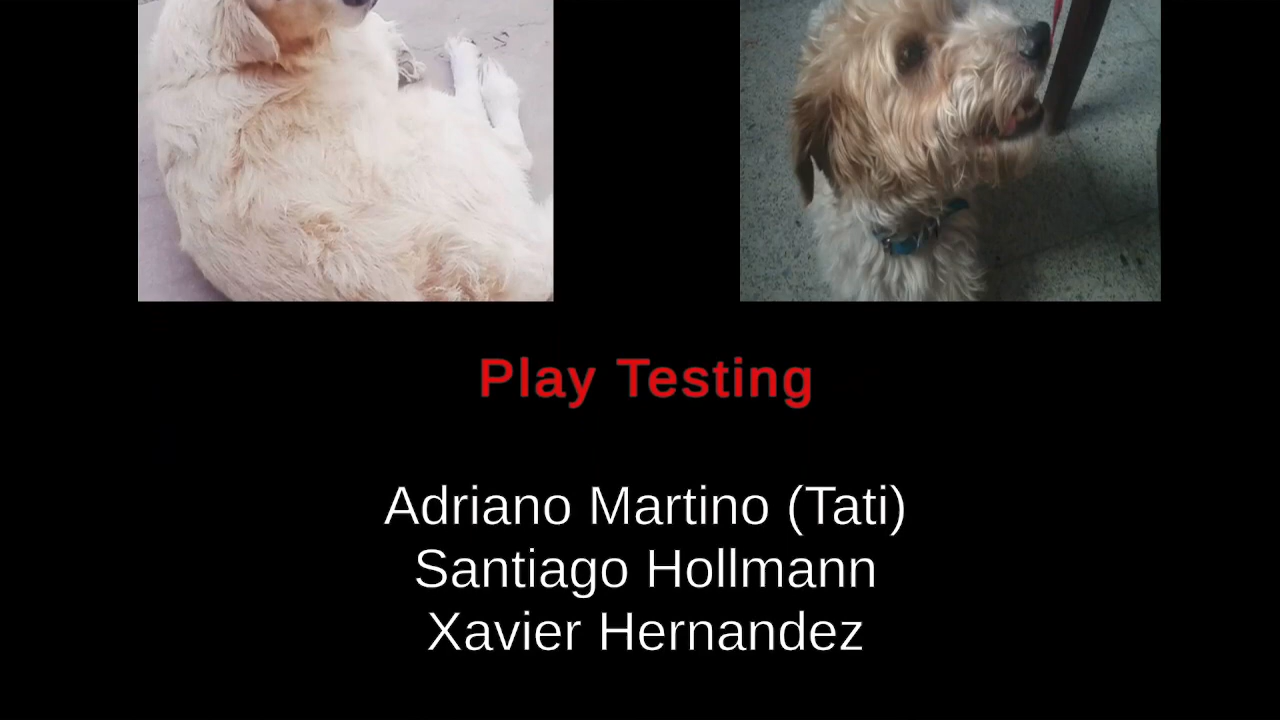 Play Testing
Adriano Martino (Tati)
Santiago Hollmann
Xavier Hernandez